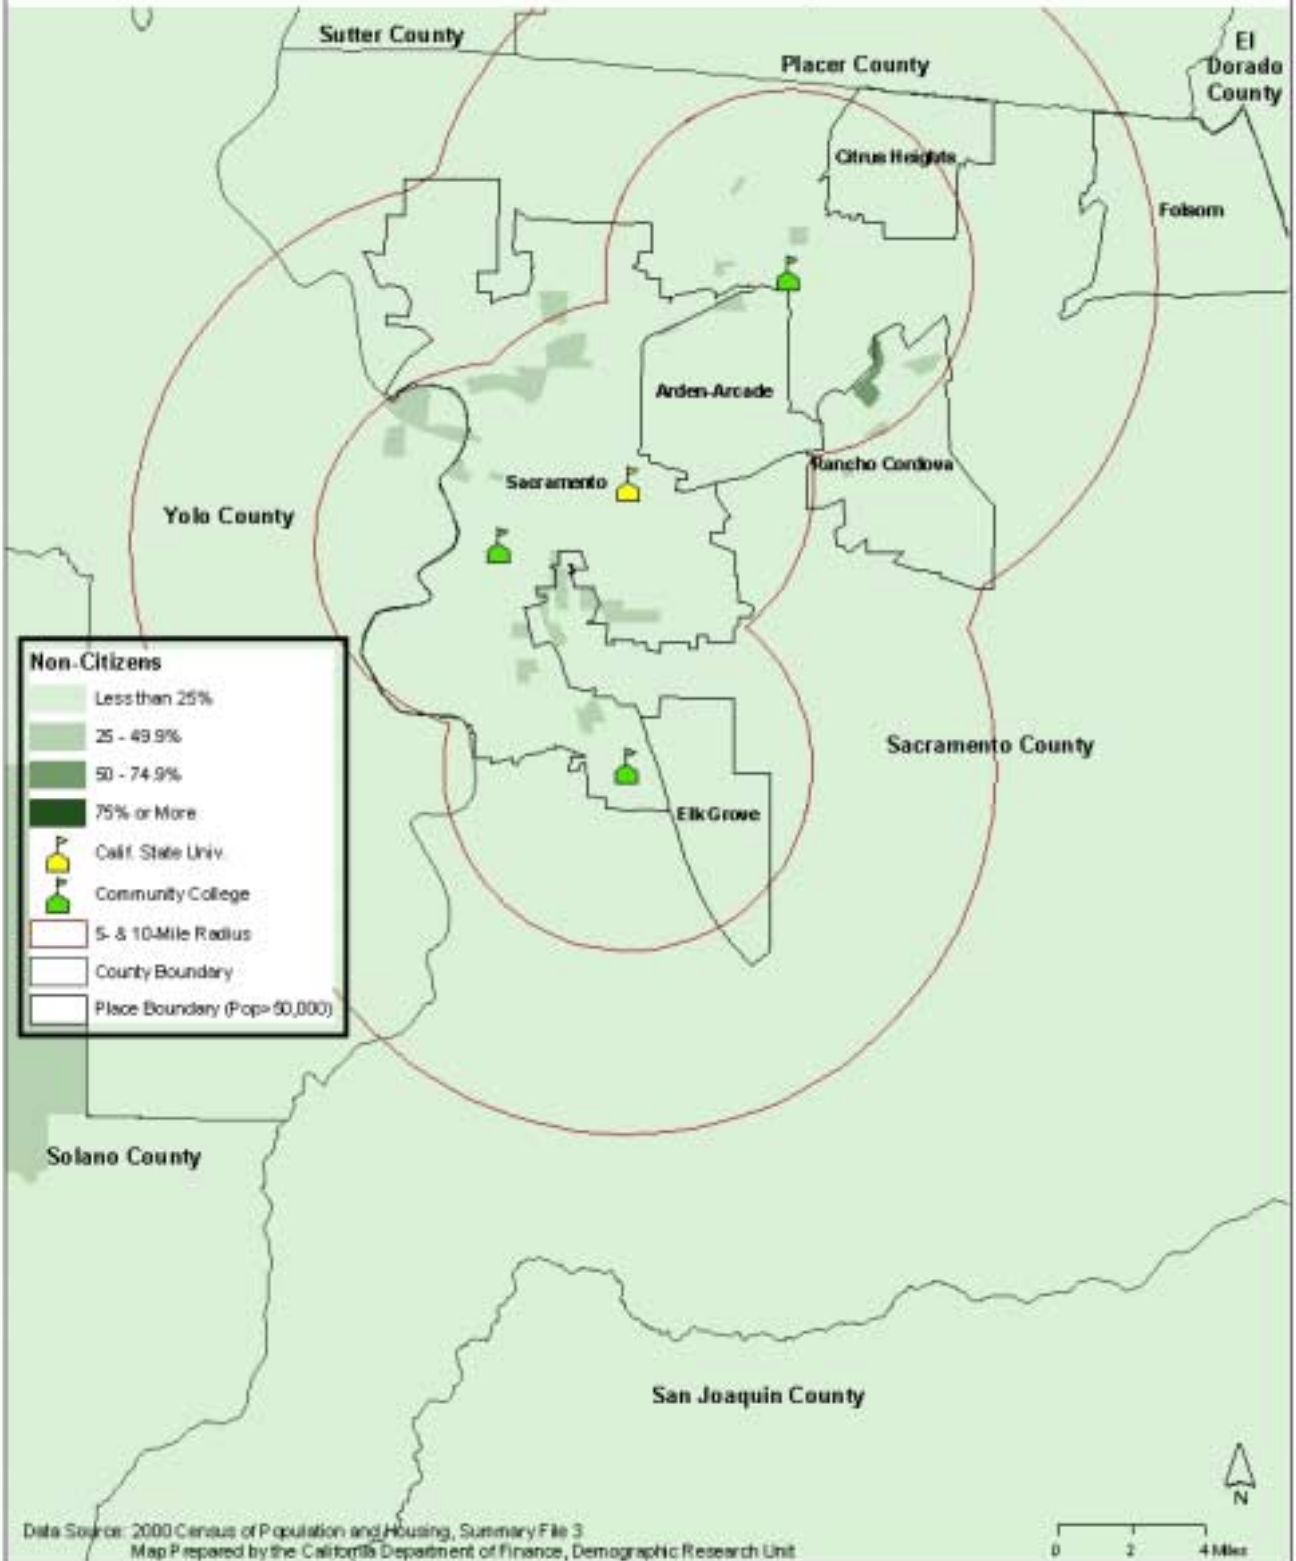 Sutter County
Placer County
El
Dorado
County
Citrus Heights
Folsom
Arden-Arcade
Rancho Cordova
Sacramento
Yolo County
Non-Citizens
Less than 25%
25 - 49.9%
50 - 74.9%
75% or More
Calif. State Univ.
Community College
5- & 10-Mile Radius
County Boundary
Place Boundary (Pop>50,000)
Sacramento County
Elk Grove
Solano County
San Joaquin County
N
Data Source: 2000 Census of Population and Housing, Summary File 3
Map Prepared by the California Department of Finance, Demographic Research Unit
0 2 4 Miles